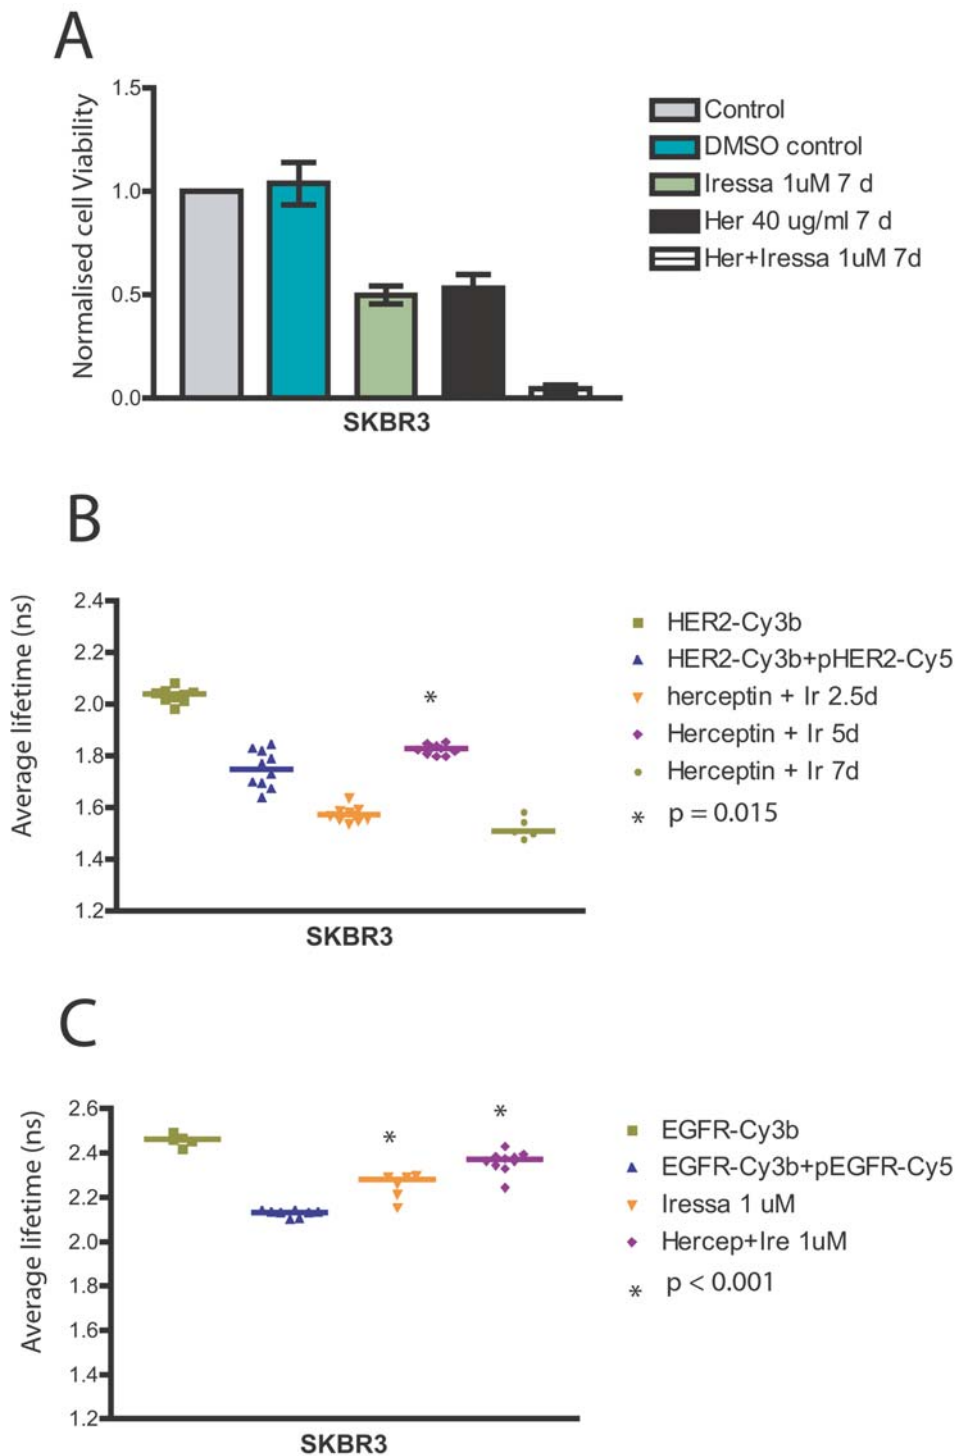 A
Normalised cell Viability
1.5
1.0
0.5
0.0
SKBR3
Control
DMSO control
Iressa 1uM 7 d
Her 40 ug/ml 7 d
Her+Iressa 1uM 7d
B
Average lifetime (ns)
2.4
2.2
2.0
1.8
1.6
1.4
1.2
*
SKBR3
HER2-Cy3b
HER2-Cy3b+pHER2-Cy5
herceptin + Ir 2.5d
Herceptin + Ir 5d
Herceptin + Ir 7d
* p = 0.015
C
Average lifetime (ns)
2.6
2.4
2.2
2.0
1.8
1.6
1.4
1.2
*
*
SKBR3
EGFR-Cy3b
EGFR-Cy3b+pEGFR-Cy5
Iressa 1 uM
Hercep+Ire 1uM
* p < 0.001